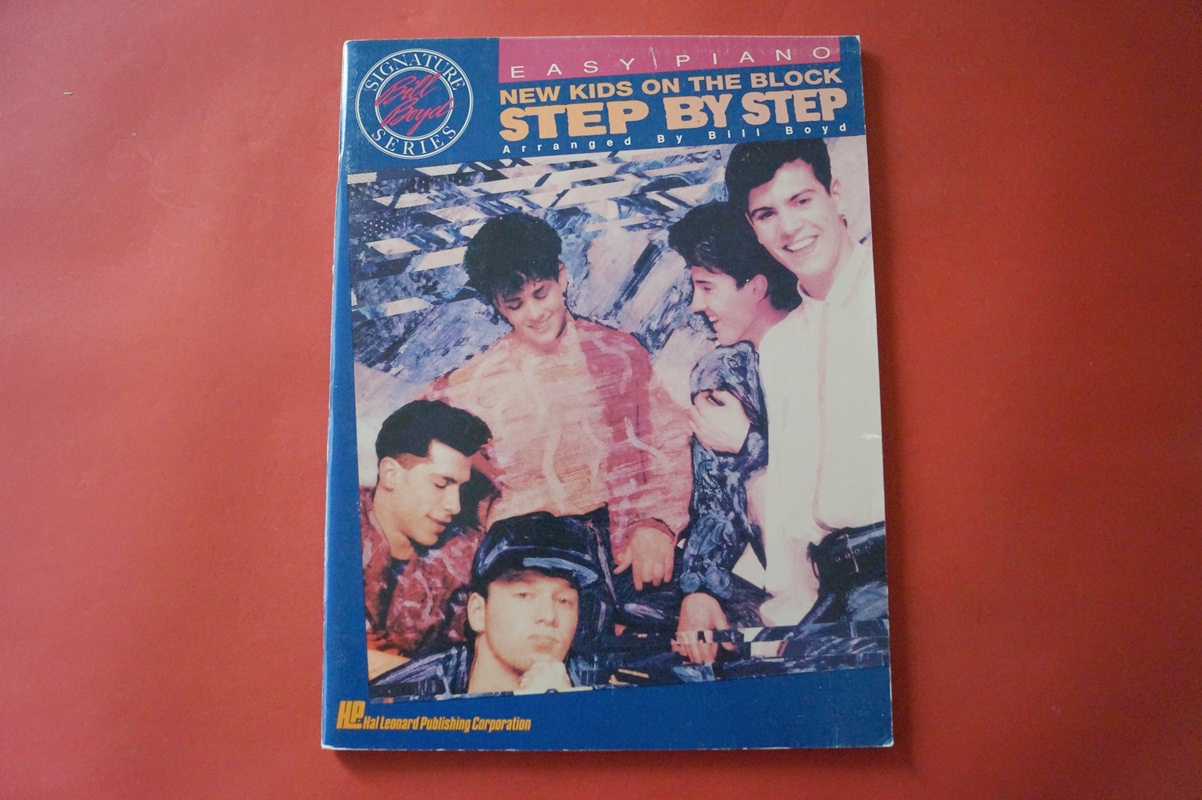 SIGNATURE
Bill
Boyd
SERIES
EASY PIANO
NEW KIDS ON THE BLOCK
STEP BY STEP
Arranged By Bill Boyd
HL Hal Leonard Publishing Corporation